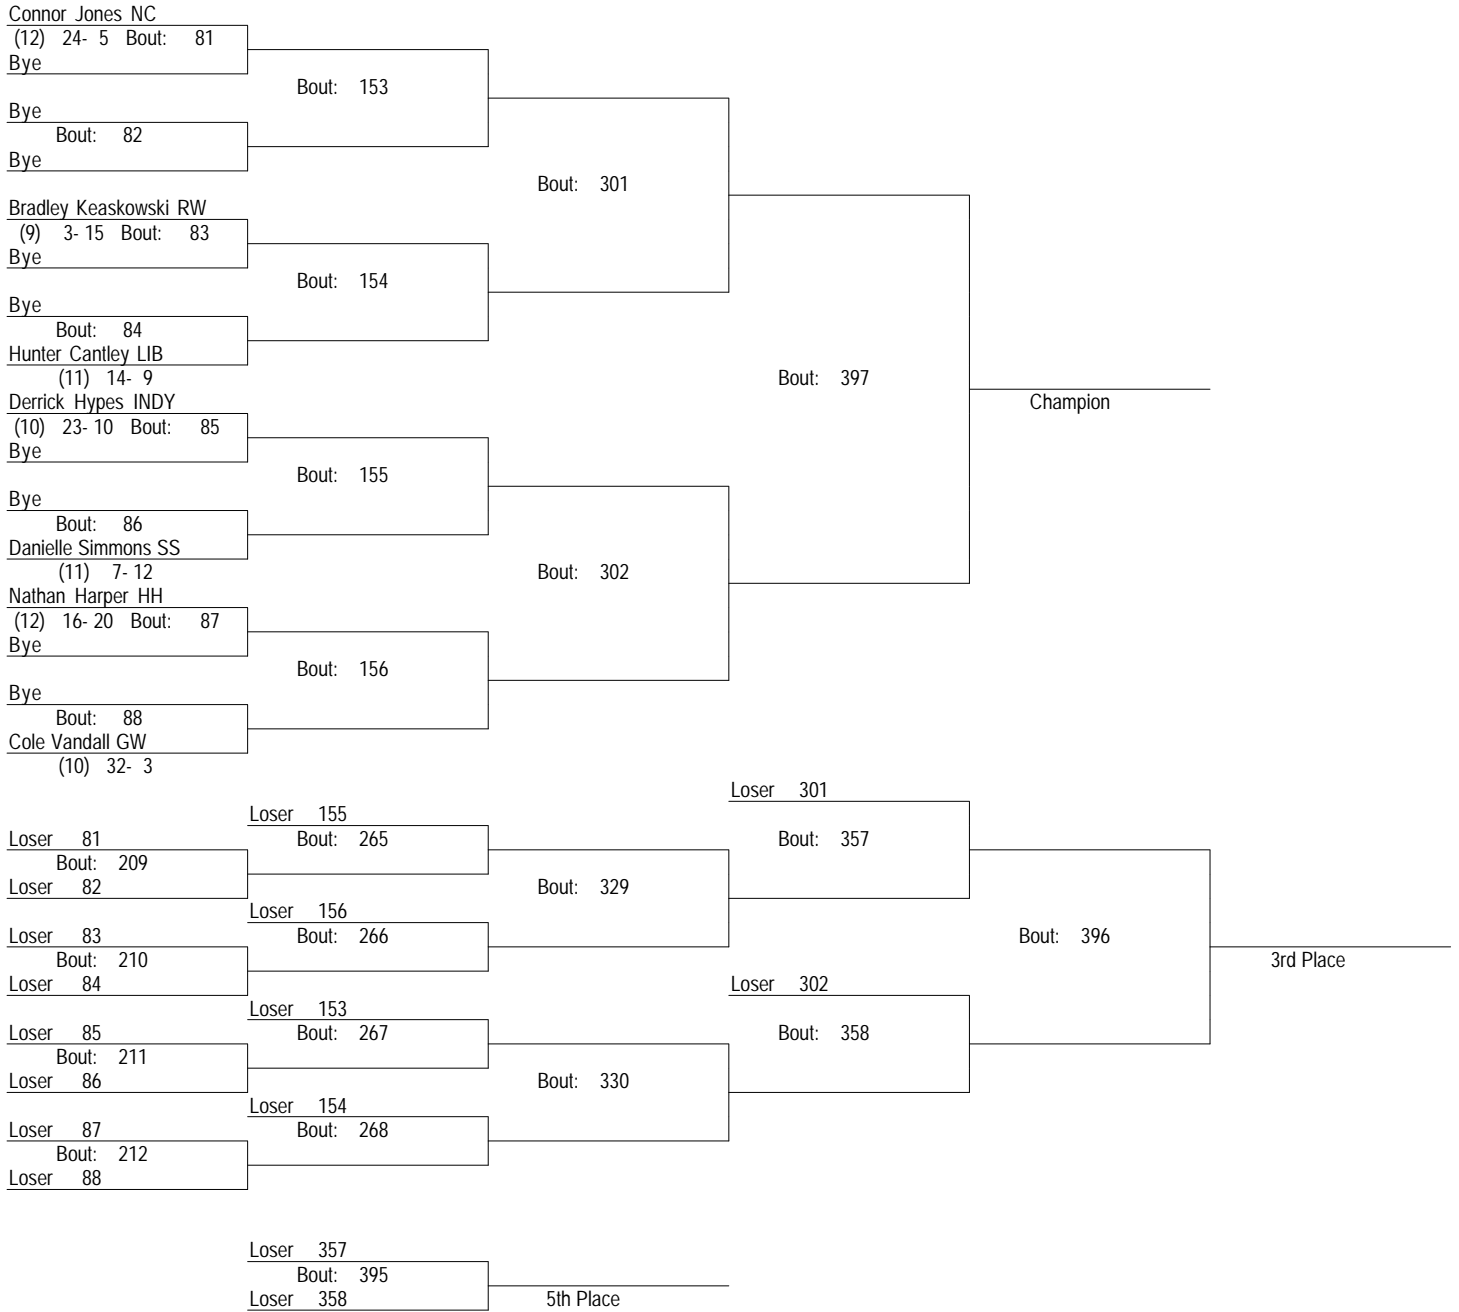 Connor Jones NC
(12) 24- 5 Bout: 81
Bye
Bout: 153
Bye
Bout: 82
Bye
Bout: 301
Bradley Keaskowski RW
(9) 3- 15 Bout: 83
Bye
Bout: 154
Bye
Bout: 84
Hunter Cantley LIB
(11) 14- 9
Bout: 397
Derrick Hypes INDY
Champion
(10) 23- 10 Bout: 85
Bye
Bout: 155
Bye
Bout: 86
Danielle Simmons SS
(11) 7- 12
Bout: 302
Nathan Harper HH
(12) 16- 20 Bout: 87
Bye
Bout: 156
Bye
Bout: 88
Cole Vandall GW
(10) 32- 3
Loser 301
Loser 155
Loser 81
Bout: 265
Bout: 357
Bout: 209
Loser 82
Bout: 329
Loser 156
Loser 83
Bout: 266
Bout: 396
Bout: 210
3rd Place
Loser 84
Loser 302
Loser 153
Loser 85
Bout: 267
Bout: 358
Bout: 211
Loser 86
Bout: 330
Loser 154
Loser 87
Bout: 268
Bout: 212
Loser 88
Loser 357
Bout: 395
Loser 358
5th Place